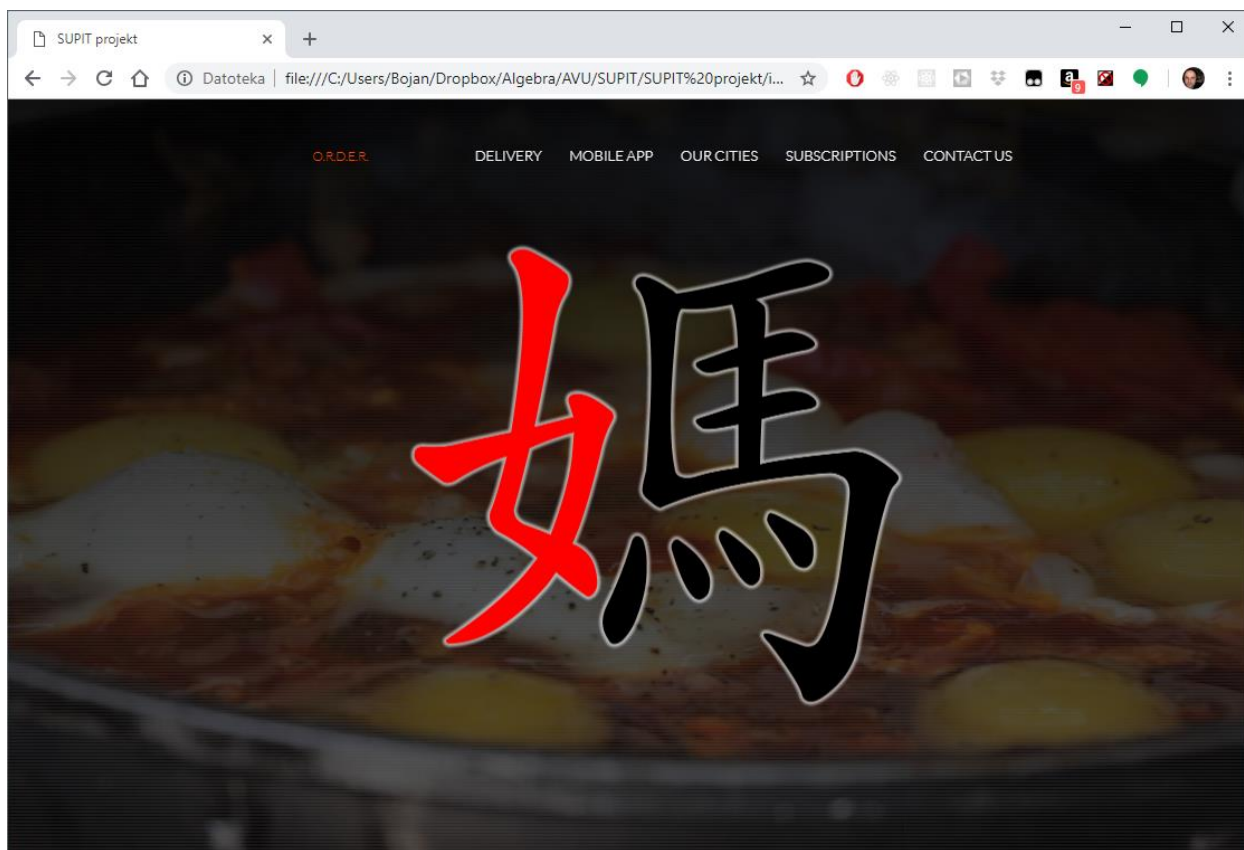 SUPIT projekt
Datoteka file:///C:/Users/Bojan/Dropbox/Algebra/AVU/SUPIT/SUPIT%20projekt/i...
a 9
O.R.D.E.R. DELIVERY MOBILE APP OUR CITIES SUBSCRIPTIONS CONTACT US
媽